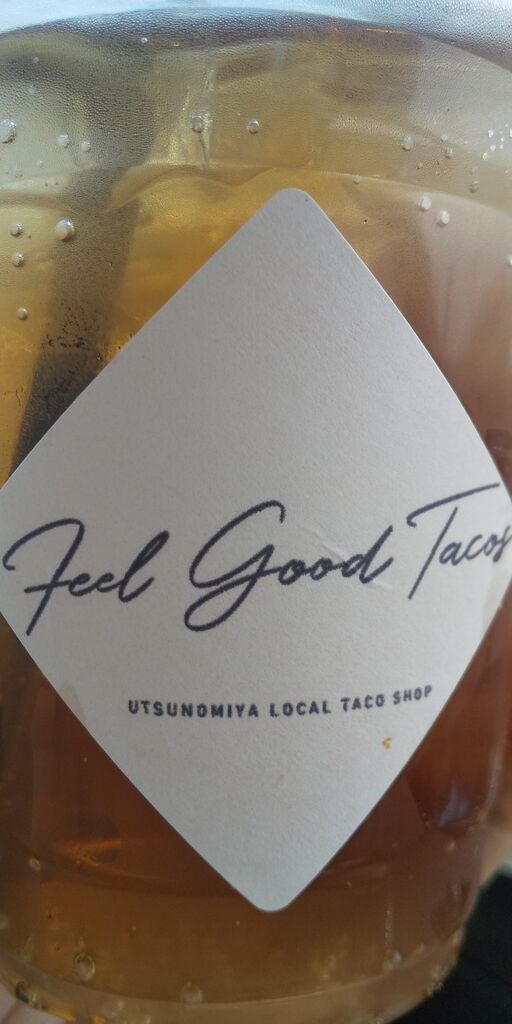 Feel Good Tacos
UTSUNOMIYA LOCAL TACO SHOP